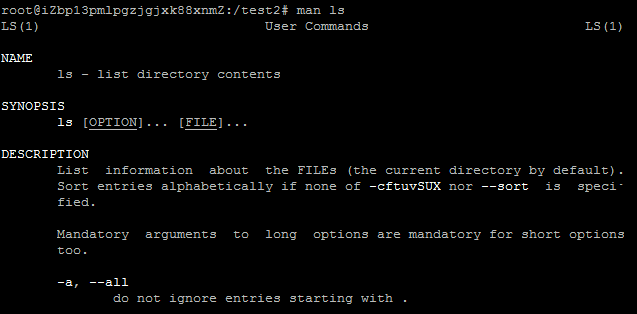 root@iZbp13pmlpgzjgjxk88xnmZ:/test2# man ls
LS(1) User Commands LS(1)
NAME
ls - list directory contents
SYNOPSIS
ls [OPTION]... [FILE]...
DESCRIPTION
List information about the FILEs (the current directory by default).
Sort entries alphabetically if none of -cftuvSUX nor --sort is speci-
fied.
Mandatory arguments to long options are mandatory for short options
too.
-a, --all
do not ignore entries starting with .